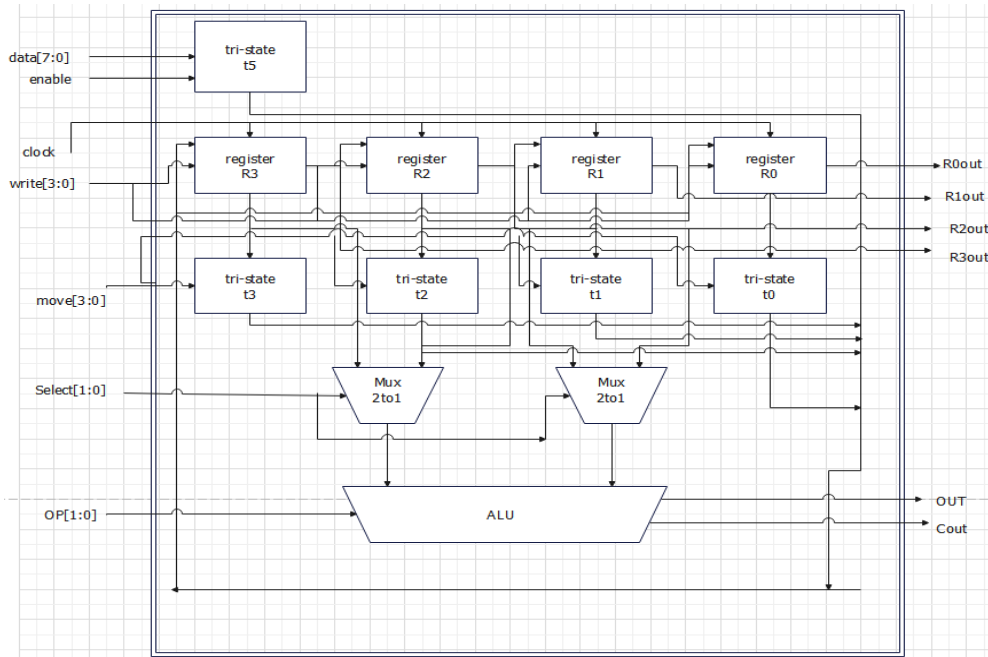 tri-state
t5
data[7:0]
enable
clock
write[3:0]
register
R3
register
R2
register
R1
register
R0
R0out
R1out
R2out
R3out
move[3:0]
tri-state
t3
tri-state
t2
tri-state
t1
tri-state
t0
Select[1:0]
Mux
2to1
Mux
2to1
OP[1:0]
ALU
OUT
Cout